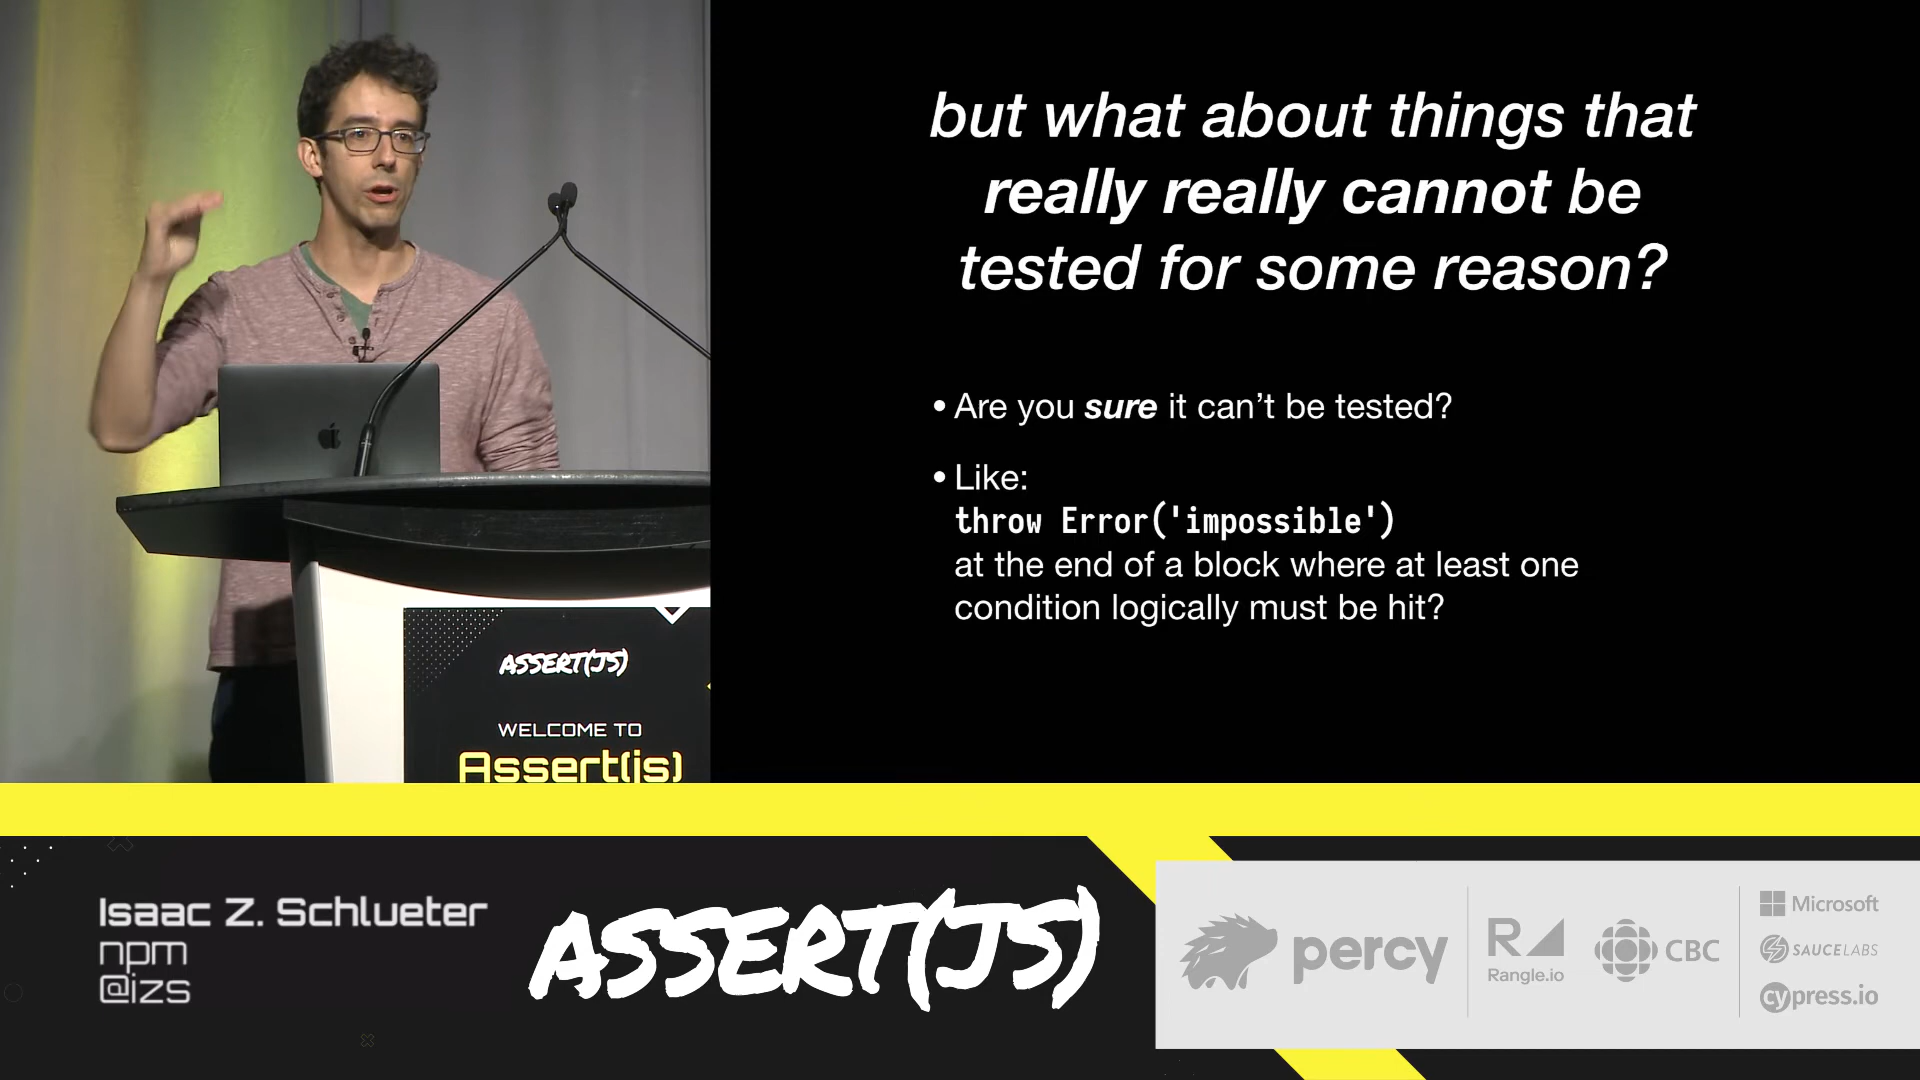 but what about things that
really really cannot be
tested for some reason?
• Are you sure it can’t be tested?
• Like:
throw Error('impossible')
at the end of a block where at least one
condition logically must be hit?
ASSERT(JS)
WELCOME TO
Assert(js)
Isaac Z. Schlueter
npm
@izs
ASSERT(JS)
percy
R
Rangle.io
CBC
Microsoft
SAUCELABS
cypress.io